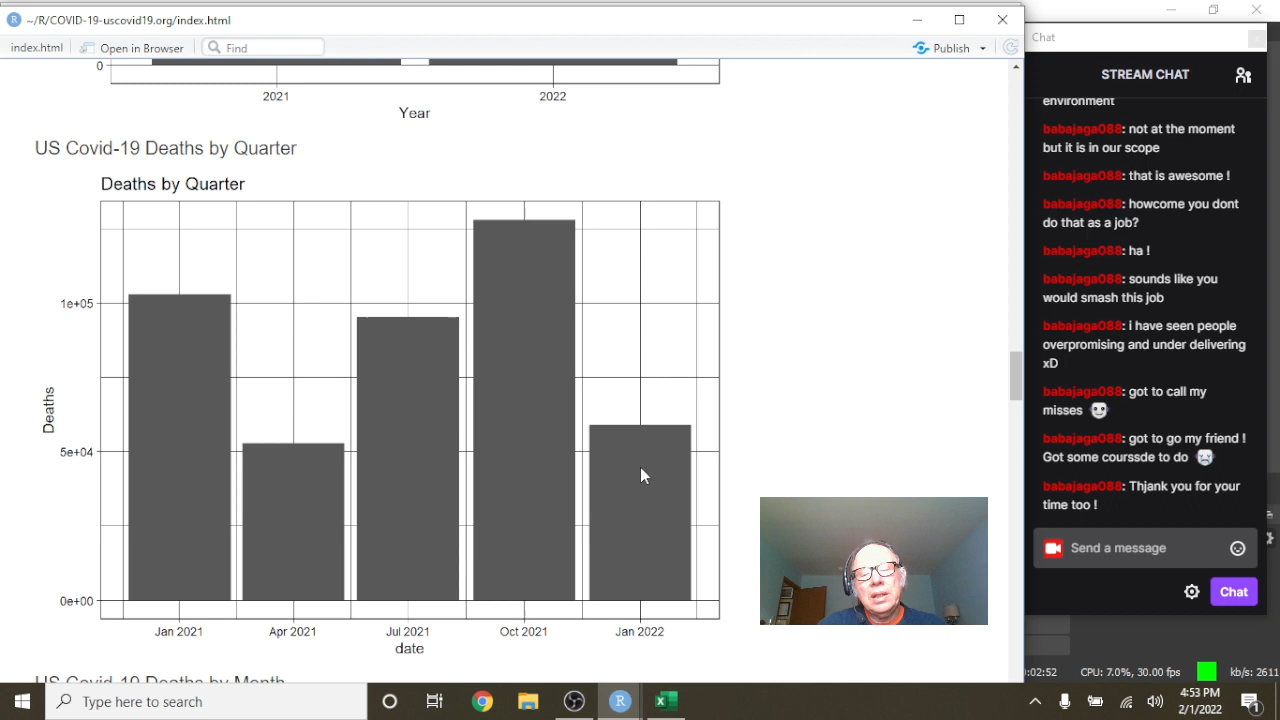 ~/R/COVID-19-uscovid19.org/index.html
index.html
Open in Browser
Find
Publish
0
2021
2022
Year
US Covid-19 Deaths by Quarter
Deaths by Quarter
Deaths
1e+05
5e+04
0e+00
Jan 2021
Apr 2021
Jul 2021
Oct 2021
Jan 2022
date
US Covid-19 Deaths by Month
Chat
STREAM CHAT
environment
babajaga088: not at the moment
but it is in our scope
babajaga088: that is awesome !
babajaga088: howcome you dont
do that as a job?
babajaga088: ha !
babajaga088: sounds like you
would smash this job
babajaga088: i have seen people
overpromising and under delivering
xD
babajaga088: got to call my
misses
babajaga088: got to go my friend !
Got some courssde to do
babajaga088: Thjank you for your
time too !
Send a message
Chat
0:02:52
CPU: 7.0%, 30.00 fps
kb/s: 2611
Type here to search
4:53 PM
2/1/2022
1